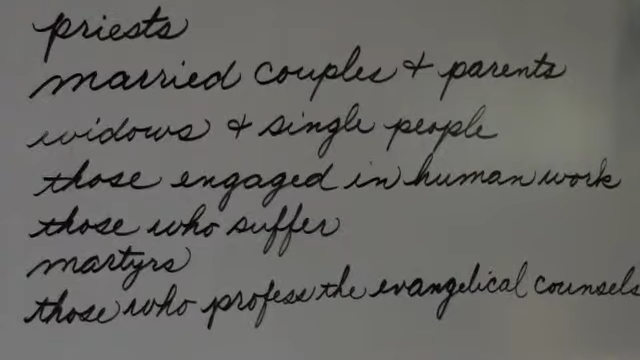 priests
married couples + parents
widows + single people
those engaged in human work
those who suffer
martyrs
those who profess the evangelical counsels